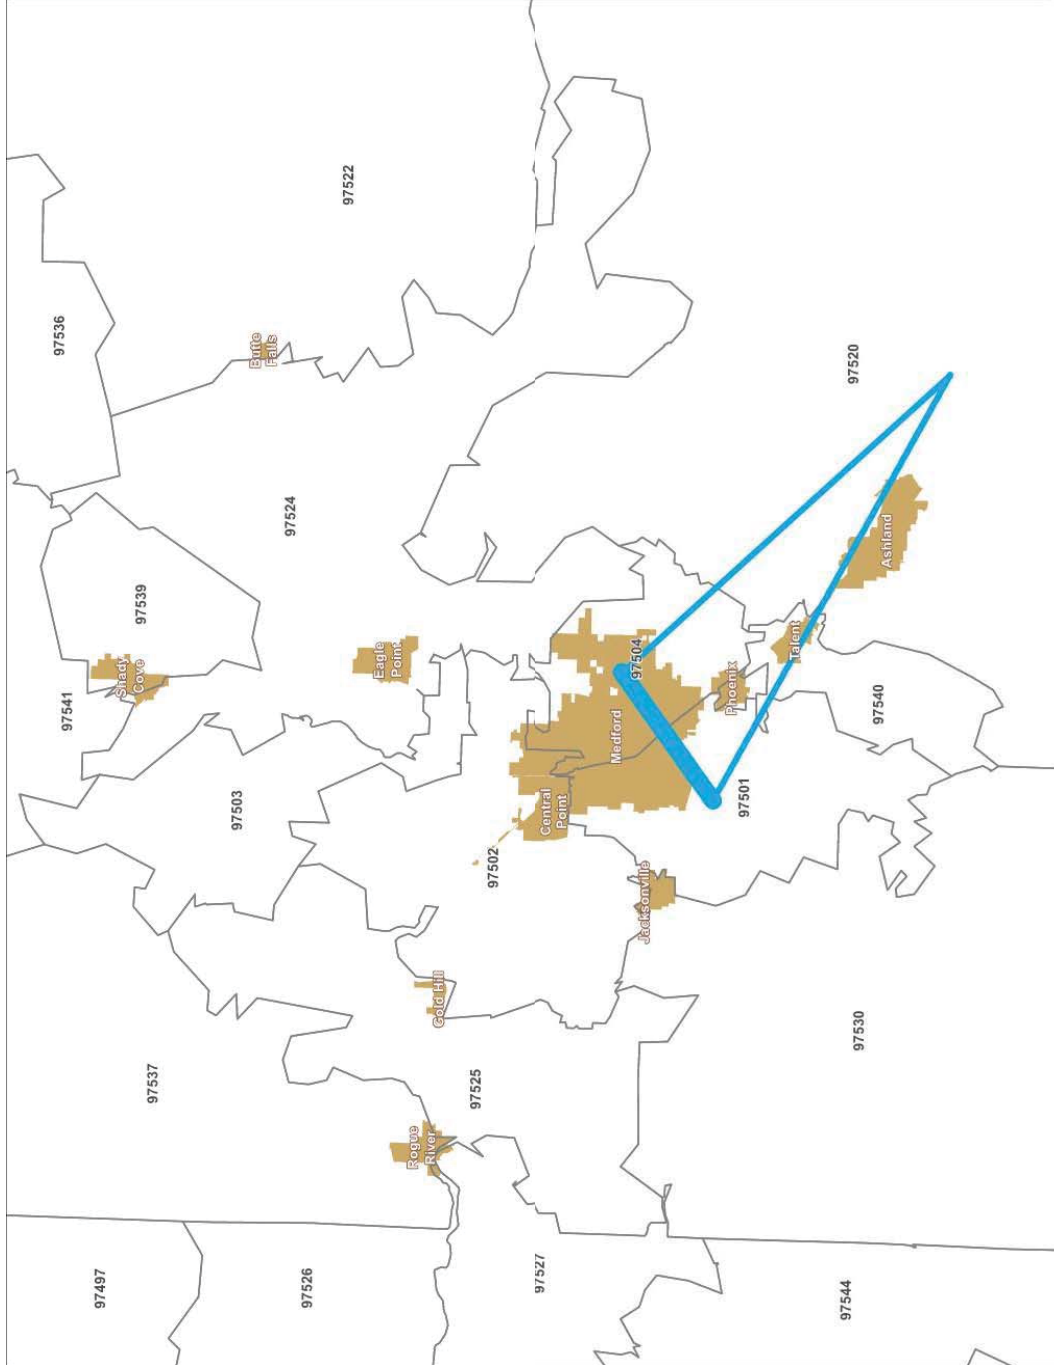 97536
97541
97497
Shady
Cove
97539
97537
97503
Butte
Falls
97524
97526
97522
Eagle
Point
Rogue
River
Gold Hill
97525
97502
97527
Central
Point
Medford
97504
Jacksonville
Phoenix
97501
Talent
97544
97520
97530
97540
Ashland